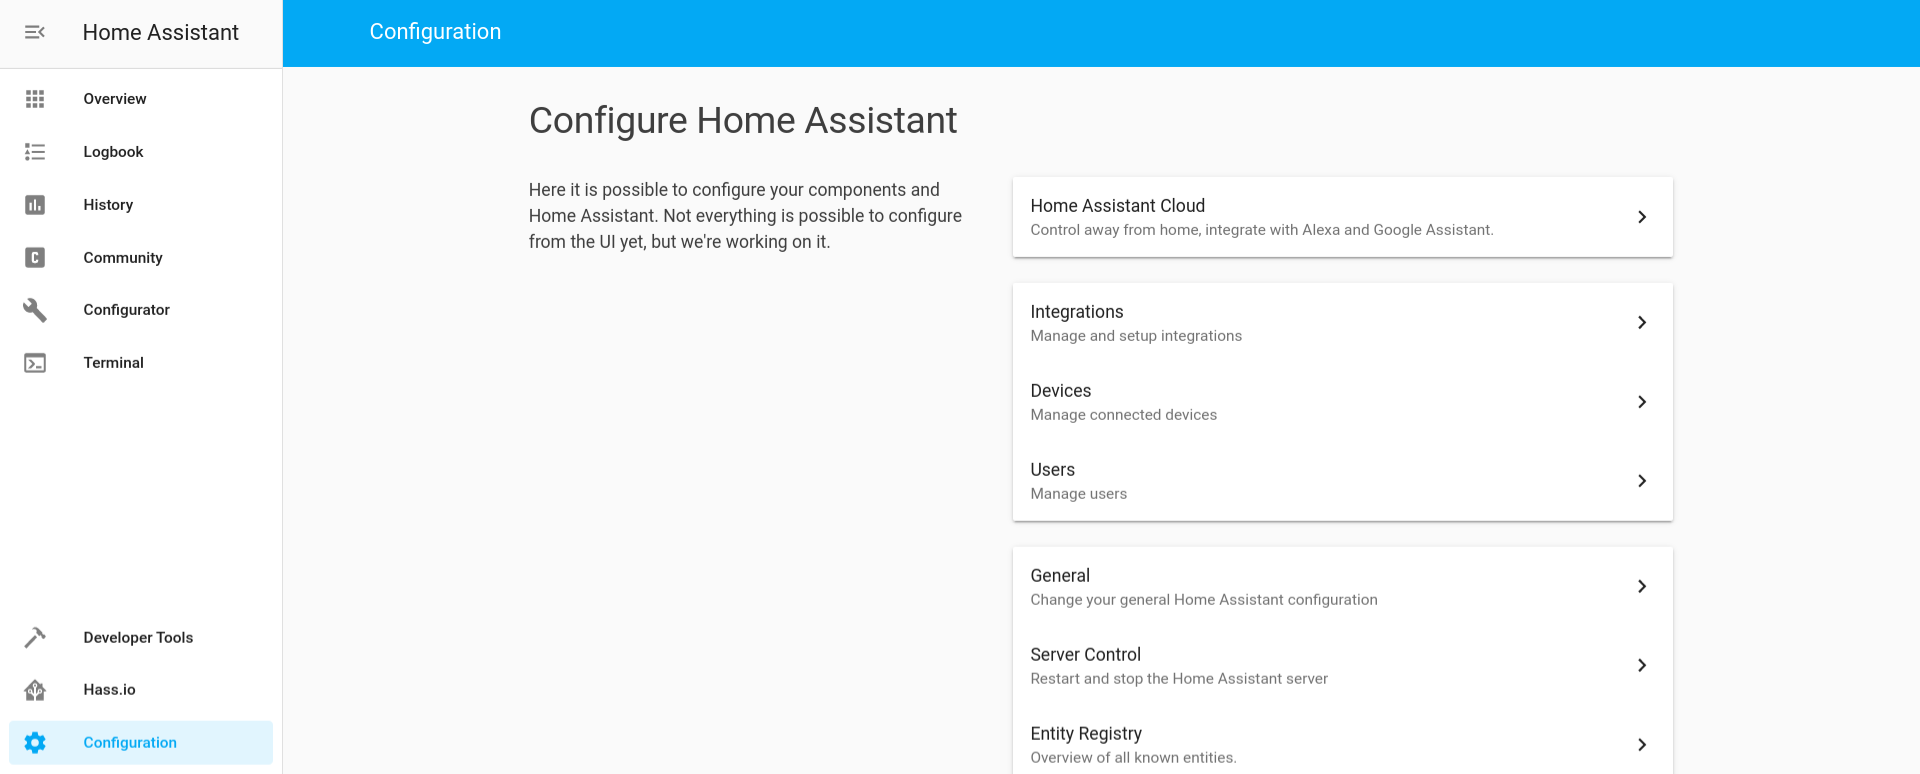 Home Assistant
Configuration
Overview
Logbook
History
Community
Configurator
Terminal
Developer Tools
Hass.io
Configuration
Configure Home Assistant
Here it is possible to configure your components and
Home Assistant. Not everything is possible to configure
from the UI yet, but we're working on it.
Home Assistant Cloud
Control away from home, integrate with Alexa and Google Assistant.
Integrations
Manage and setup integrations
Devices
Manage connected devices
Users
Manage users
General
Change your general Home Assistant configuration
Server Control
Restart and stop the Home Assistant server
Entity Registry
Overview of all known entities.